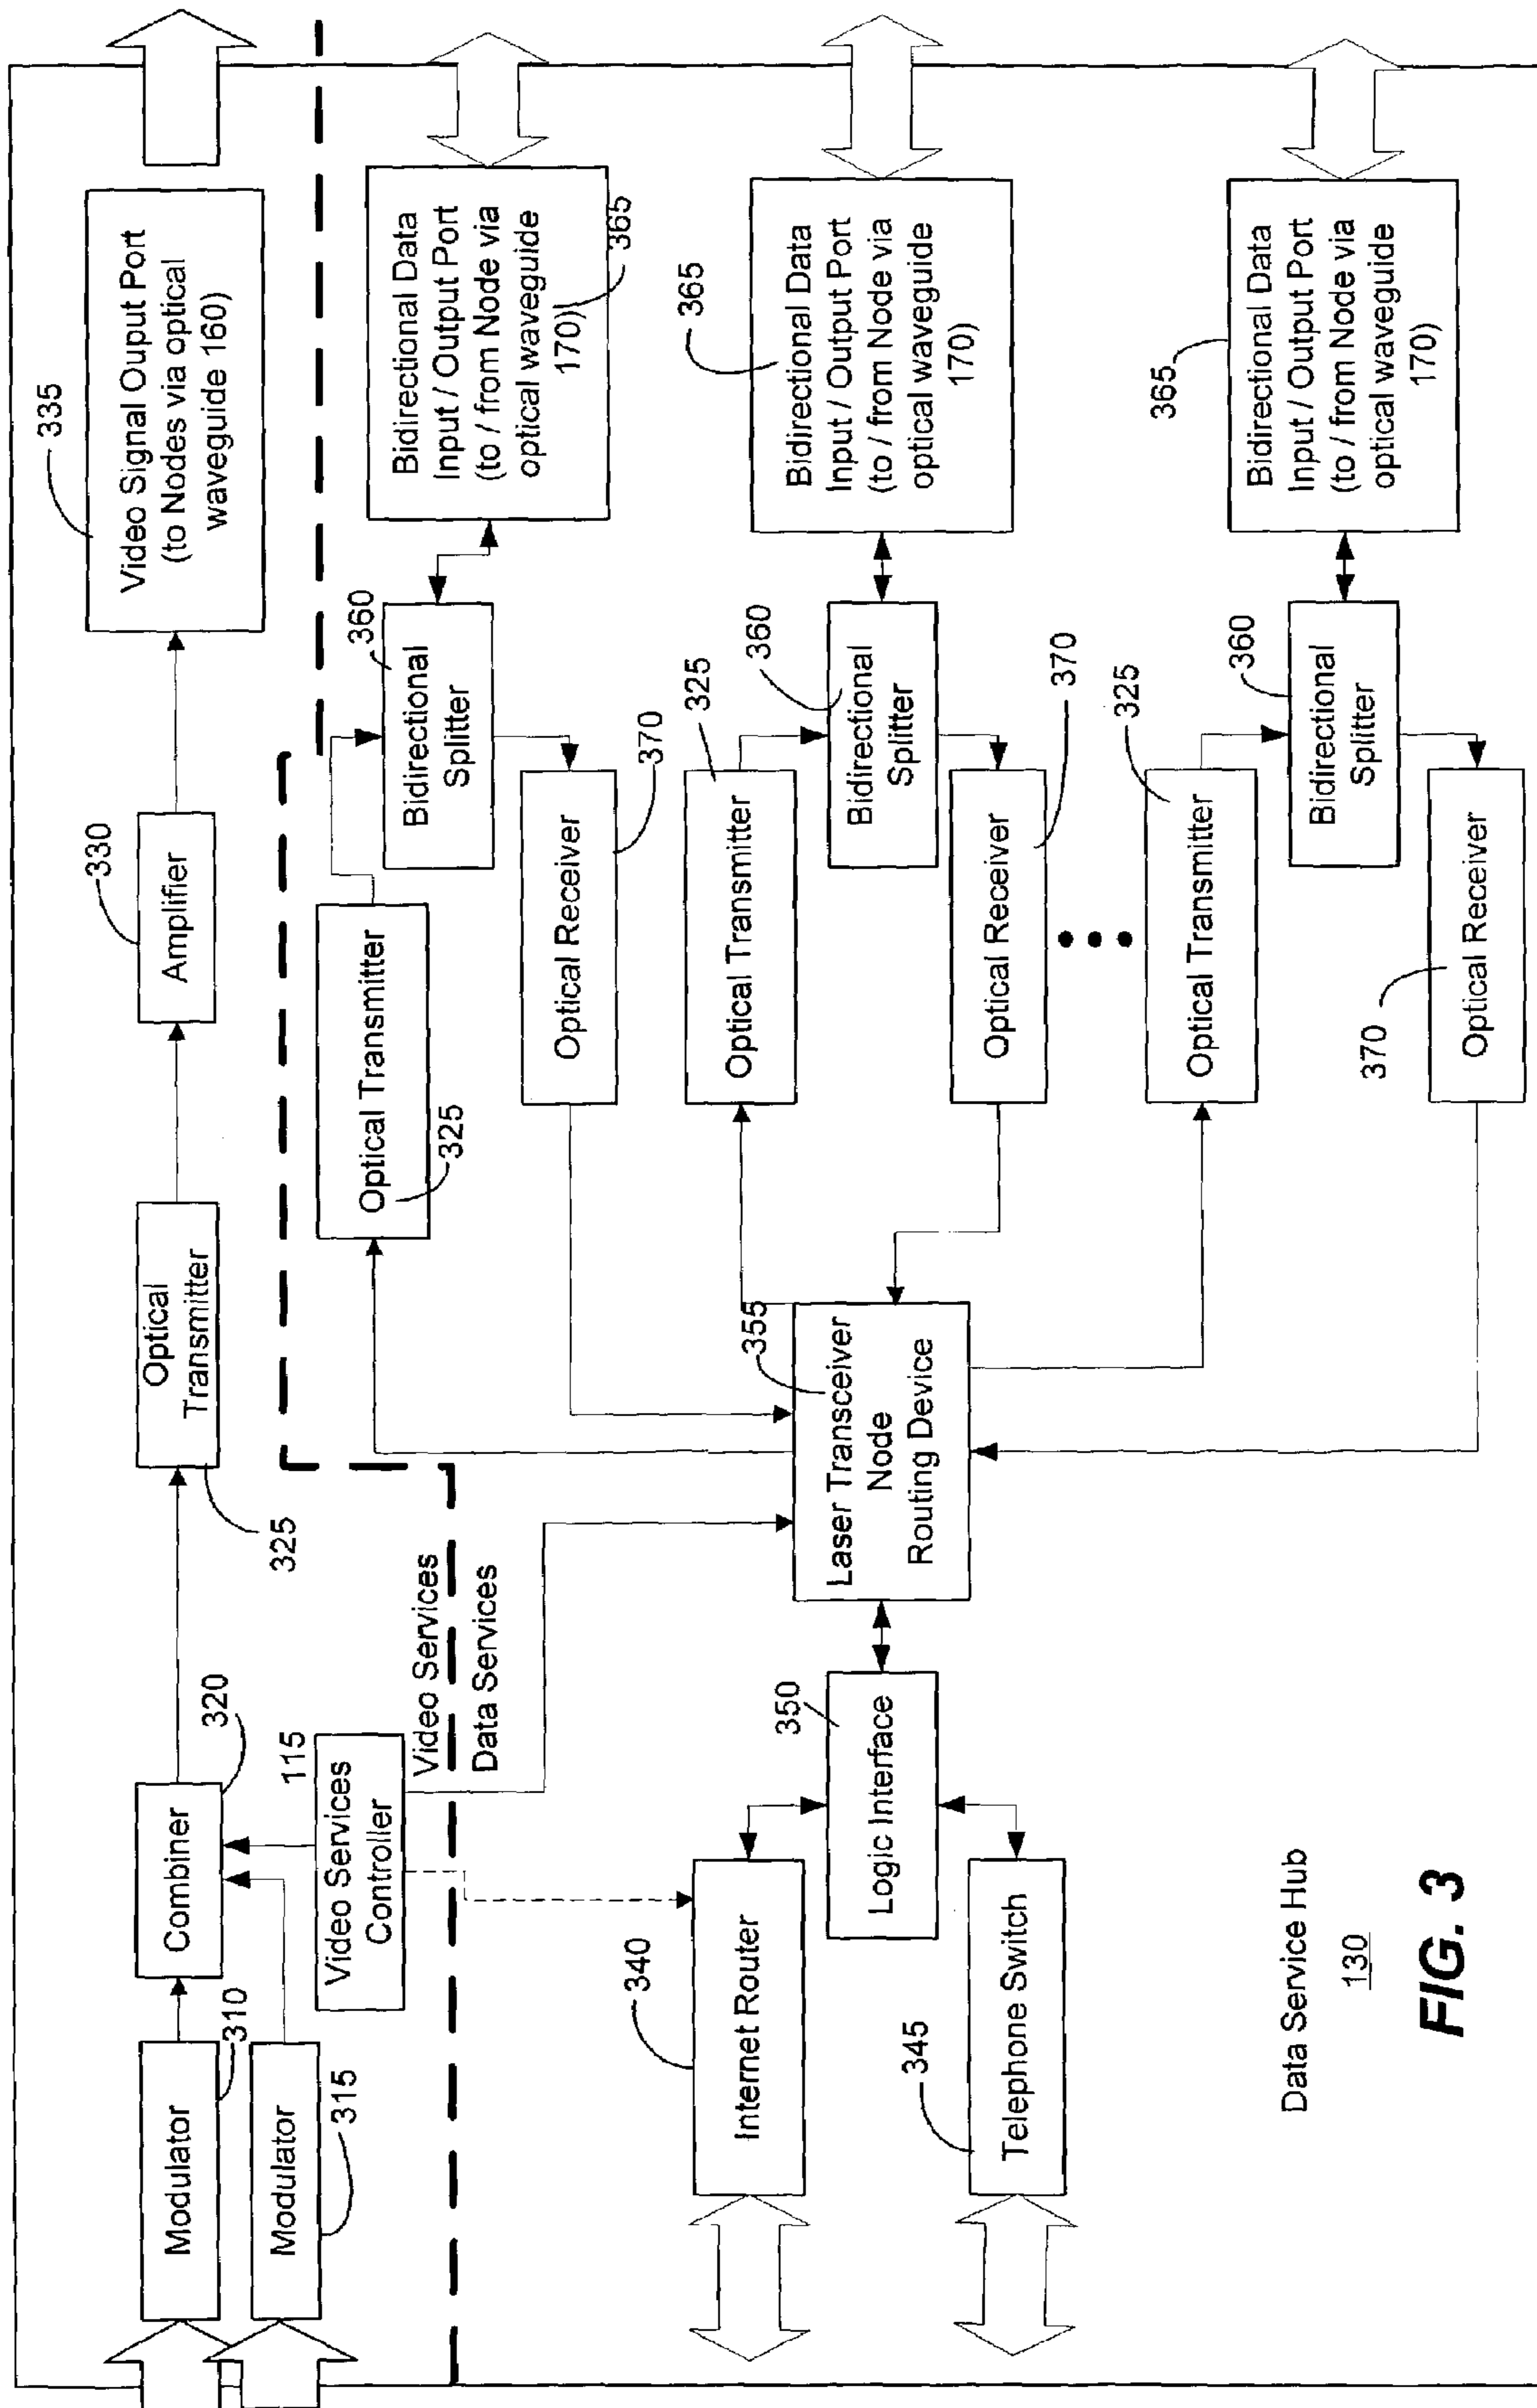 335
Video Signal Ouput Port
(to Nodes via optical
waveguide 160)
330
Amplifier
Optical
Transmitter
325
320
Combiner
Modulator
310
Modulator
315
115
Video Services
Controller
Video Services
Data Services
Optical Transmitter
325
360
Bidirectional
Splitter
Optical Receiver
370
Bidirectional Data
Input / Output Port
(to / from Node via
optical waveguide
170)
365
325
Optical Transmitter
360
Bidirectional
Splitter
Optical Receiver
370
365
Bidirectional Data
Input / Output Port
(to / from Node via
optical waveguide
170)
325
Optical Transmitter
360
Bidirectional
Splitter
370
Optical Receiver
365
Bidirectional Data
Input / Output Port
(to / from Node via
optical waveguide
170)
355
Laser Transceiver
Node
Routing Device
350
Logic Interface
340
Internet Router
345
Telephone Switch
Data Service Hub
130
FIG. 3